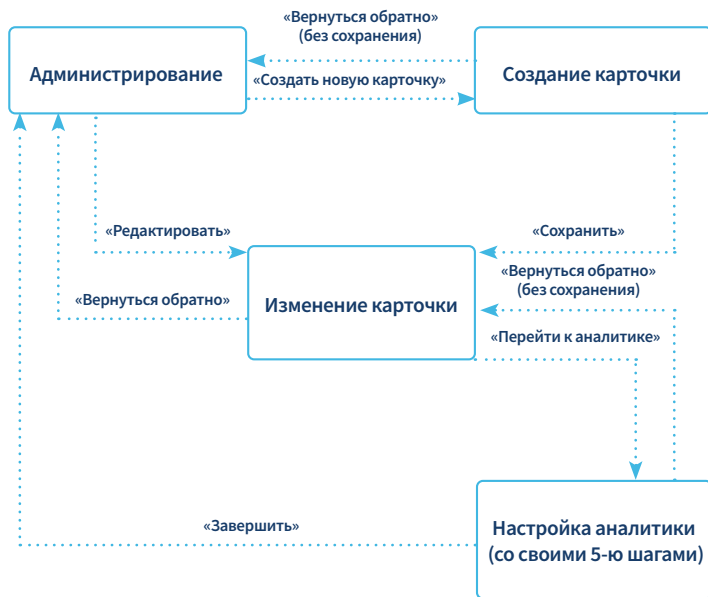 «Вернуться обратно»
(без сохранения)
Администрирование
«Создать новую карточку»
Создание карточки
«Редактировать»
«Сохранить»
«Вернуться обратно»
(без сохранения)
«Вернуться обратно»
Изменение карточки
«Перейти к аналитике»
«Завершить»
Настройка аналитики
(со своими 5-ю шагами)